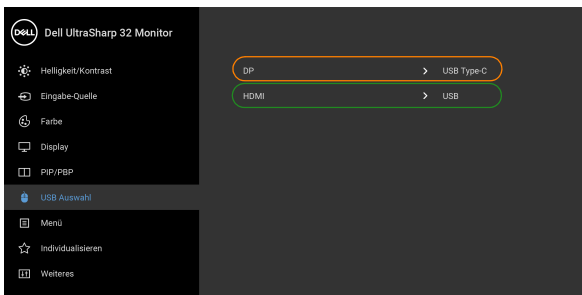 DELL Dell UltraSharp 32 Monitor
Helligkeit/Kontrast
Eingabe-Quelle
Farbe
Display
PIP/PBP
USB Auswahl
Menü
Individualisieren
Weiteres
DP > USB Type-C
HDMI > USB